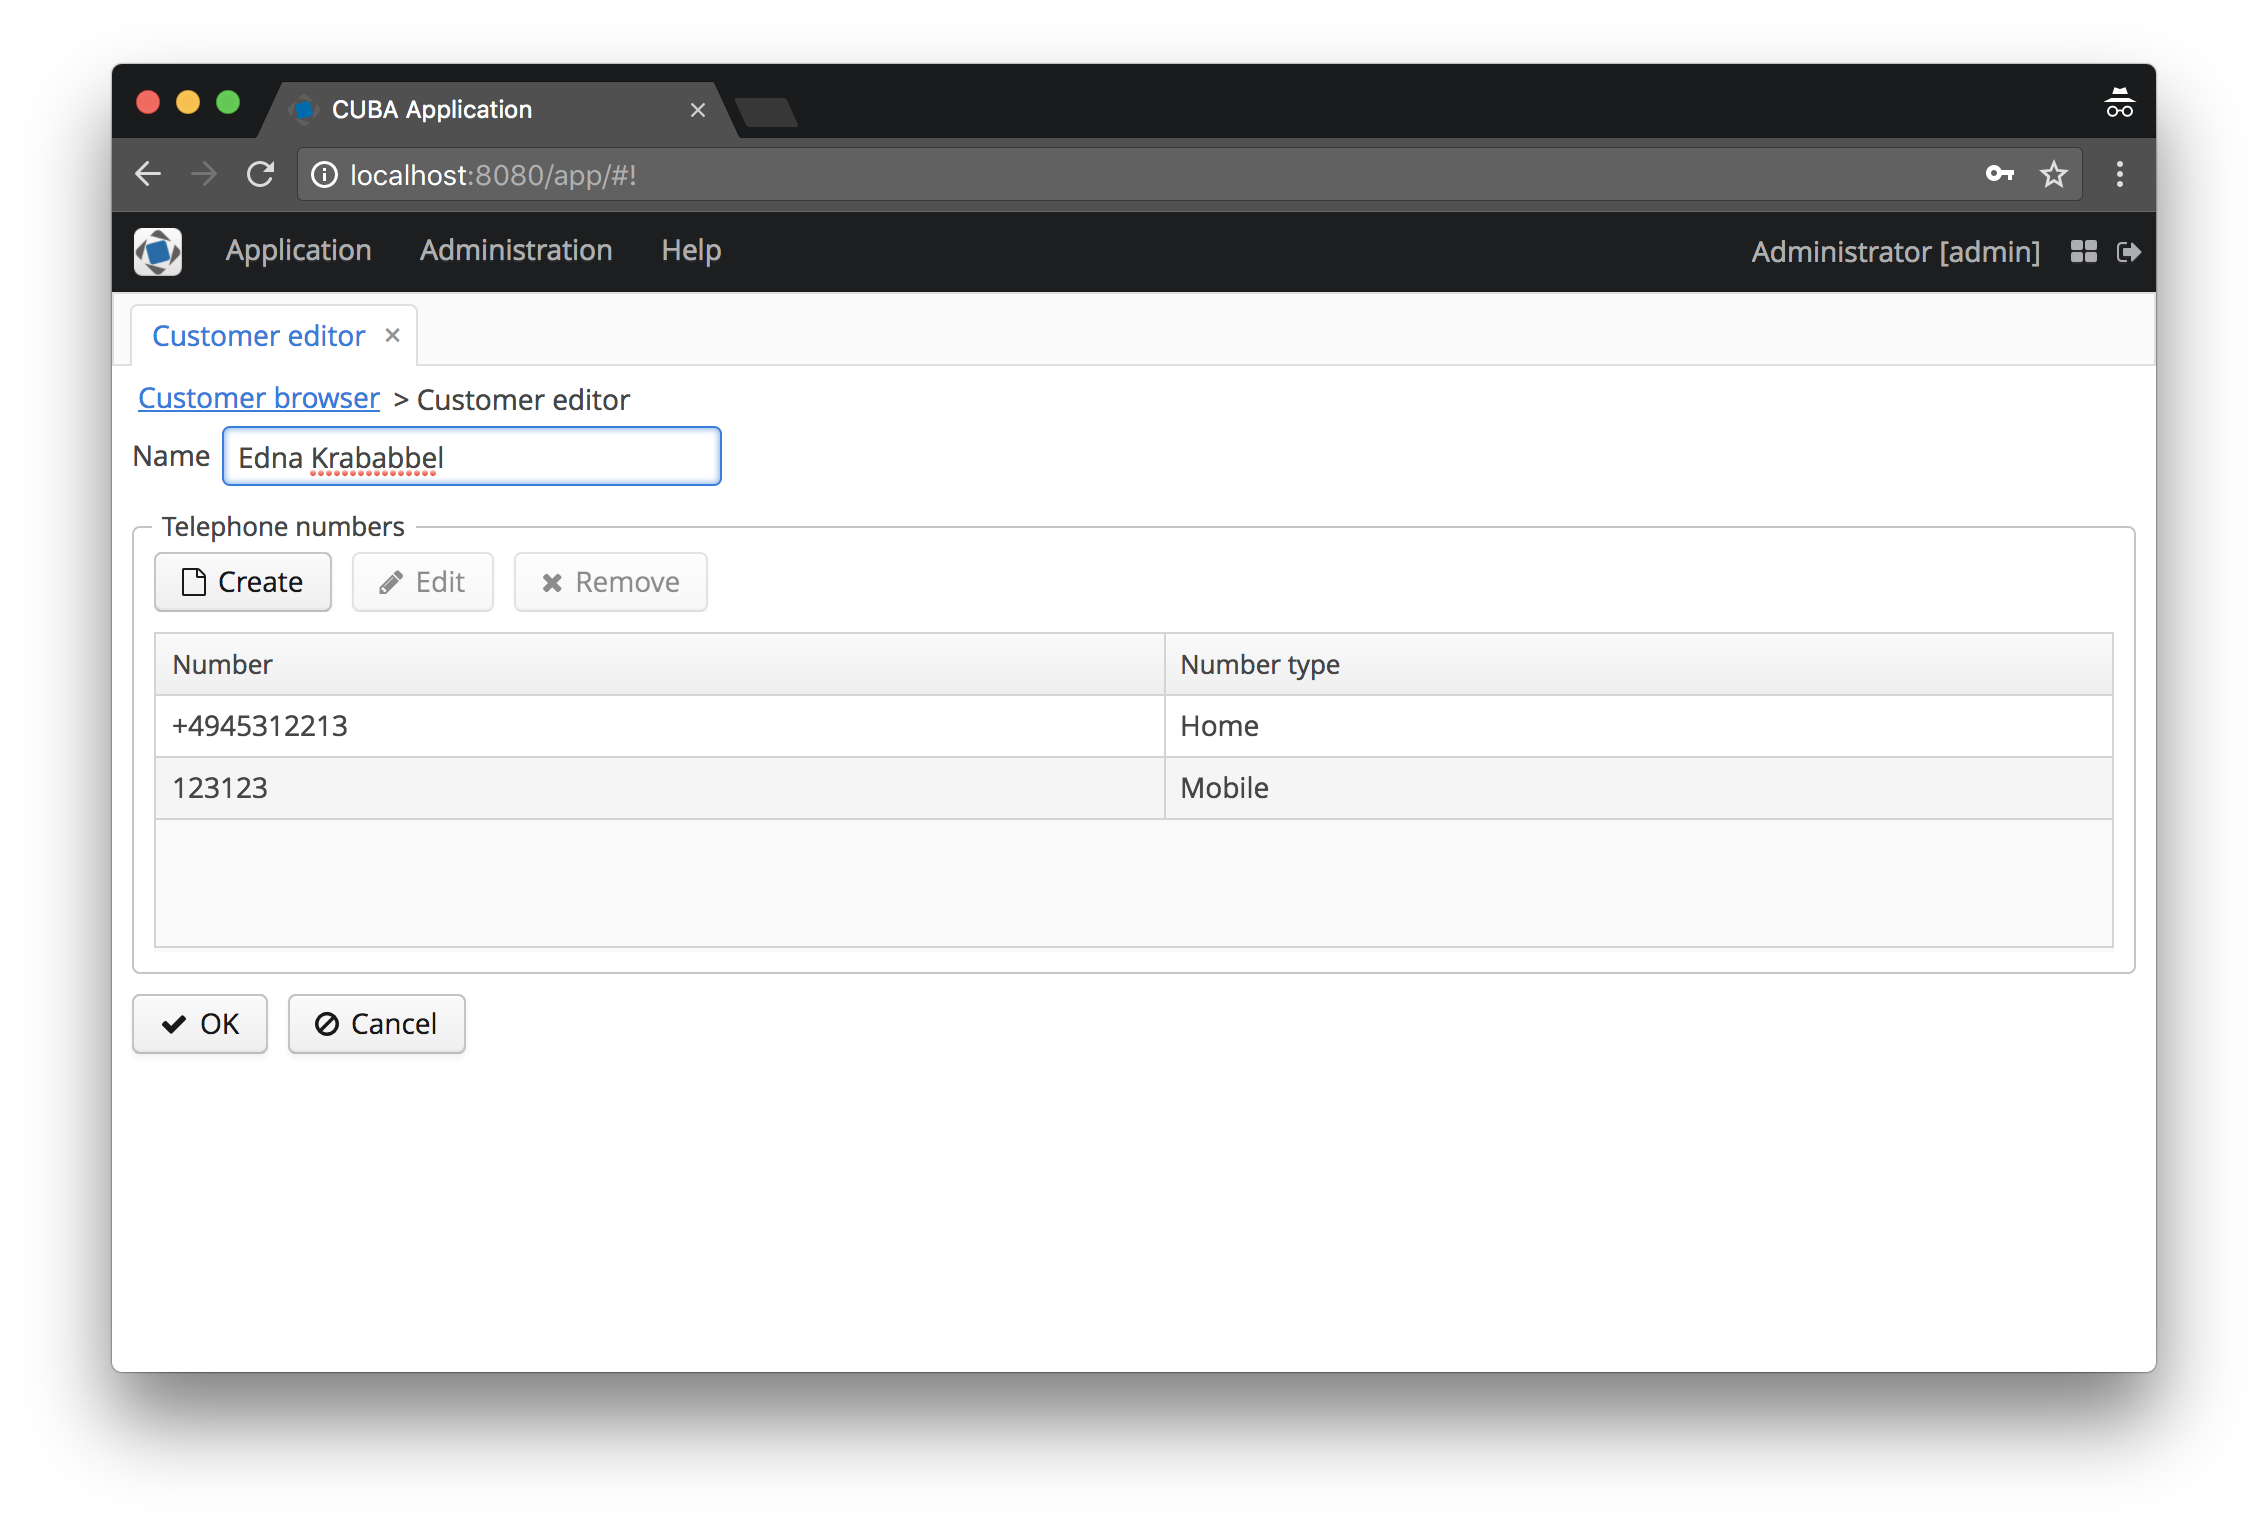 CUBA Application
localhost:8080/app/#!
Application Administration Help Administrator [admin]
Customer editor
Customer browser > Customer editor
Name Edna Krababbel
Telephone numbers
Create Edit Remove
Number Number type
+4945312213 Home
123123 Mobile
OK Cancel